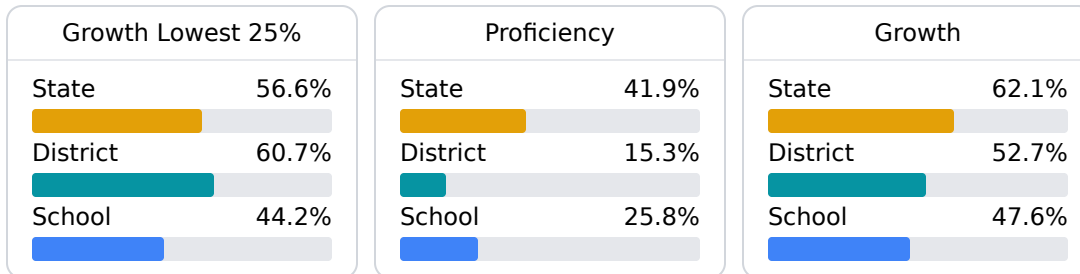 Growth Lowest 25%
State 56.6%
District 60.7%
School 44.2%
Proficiency
State 41.9%
District 15.3%
School 25.8%
Growth
State 62.1%
District 52.7%
School 47.6%